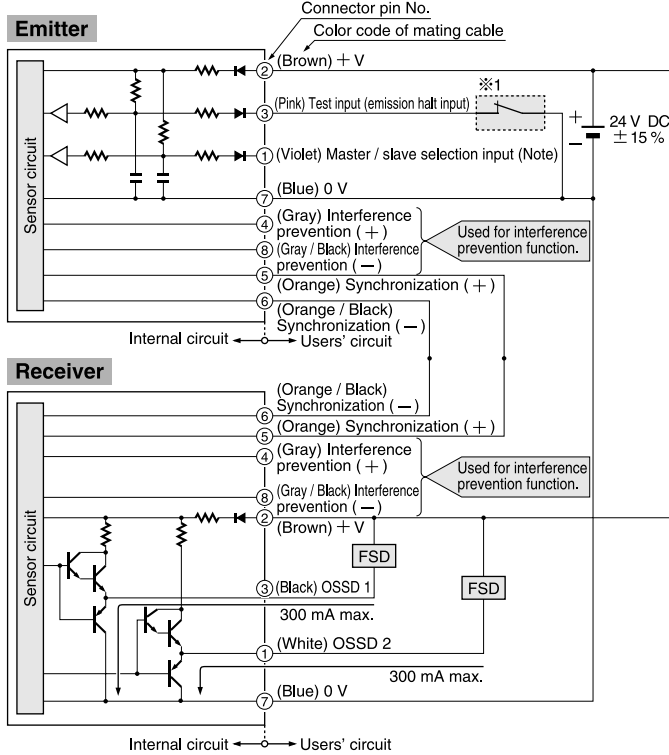 Connector pin No.
Color code of mating cable
Emitter
Sensor circuit
2 (Brown) + V
※1
3 (Pink) Test input (emission halt input)
+
−
24 V DC
± 15 %
1 (Violet) Master / slave selection input (Note)
7 (Blue) 0 V
4 (Gray) Interference
prevention ( + )
8 (Gray / Black) Interference
prevention ( − )
Used for interference
prevention function.
5 (Orange) Synchronization ( + )
6 (Orange / Black)
Synchronization ( − )
Internal circuit
Users' circuit
Receiver
Sensor circuit
(Orange / Black)
6 Synchronization ( − )
5 (Orange) Synchronization ( + )
4 (Gray) Interference
prevention ( + )
8 (Gray / Black) Interference
prevention ( − )
Used for interference
prevention function.
2 (Brown) + V
FSD
FSD
3 (Black) OSSD 1
300 mA max.
1 (White) OSSD 2
300 mA max.
7 (Blue) 0 V
Internal circuit
Users' circuit